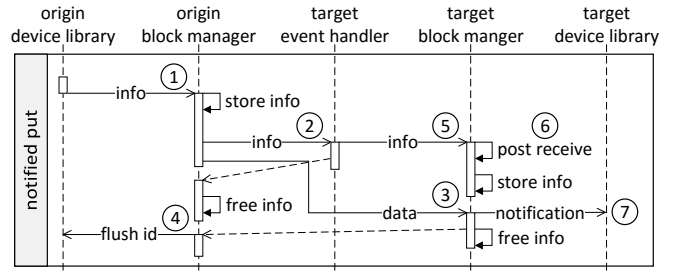 origin
device library
origin
block manager
target
event handler
target
block manger
target
device library
notified put
1
info
store info
info
2
info
5
6
post receive
store info
3
4
free info
data
notification
7
flush id
free info